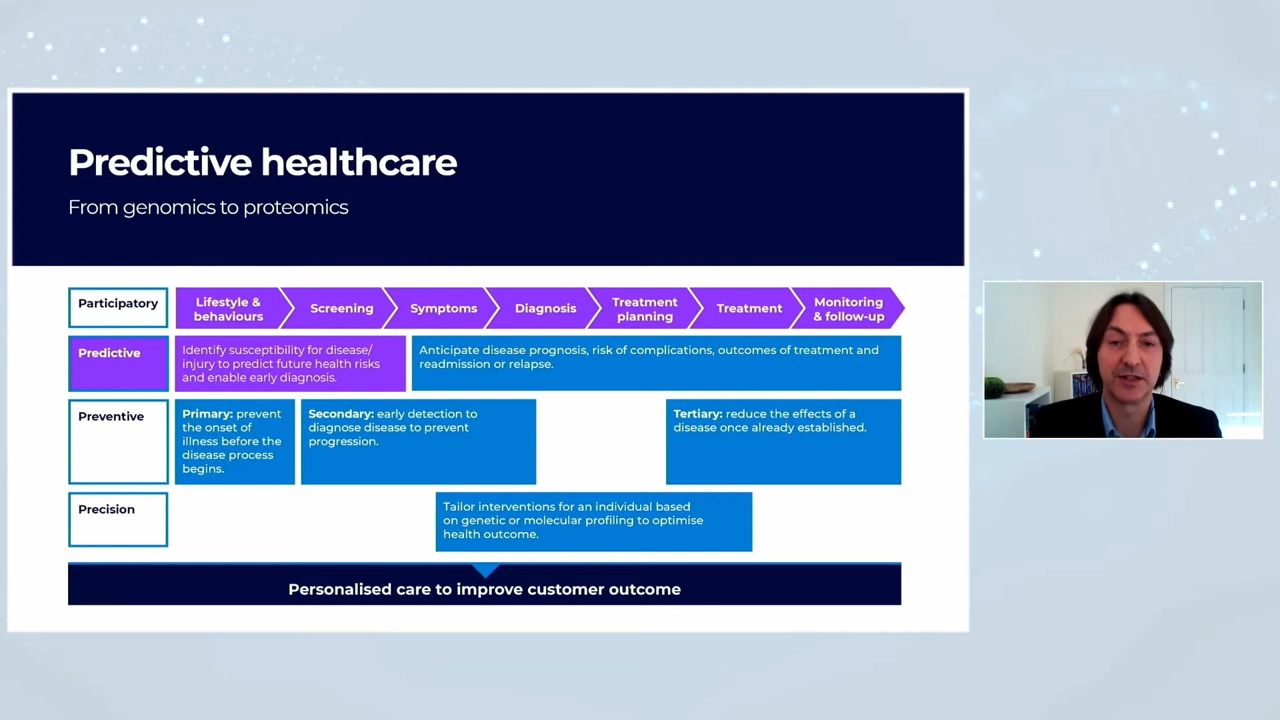 Predictive healthcare
From genomics to proteomics
Participatory
Lifestyle &
behaviours
Screening
Symptoms
Diagnosis
Treatment
planning
Treatment
Monitoring
& follow-up
Predictive
Identify susceptibility for disease/
injury to predict future health risks
and enable early diagnosis.
Anticipate disease prognosis, risk of complications, outcomes of treatment and
readmission or relapse.
Preventive
Primary: prevent
the onset of
illness before the
disease process
begins.
Secondary: early detection to
diagnose disease to prevent
progression.
Tertiary: reduce the effects of a
disease once already established.
Precision
Tailor interventions for an individual based
on genetic or molecular profiling to optimise
health outcome.
Personalised care to improve customer outcome